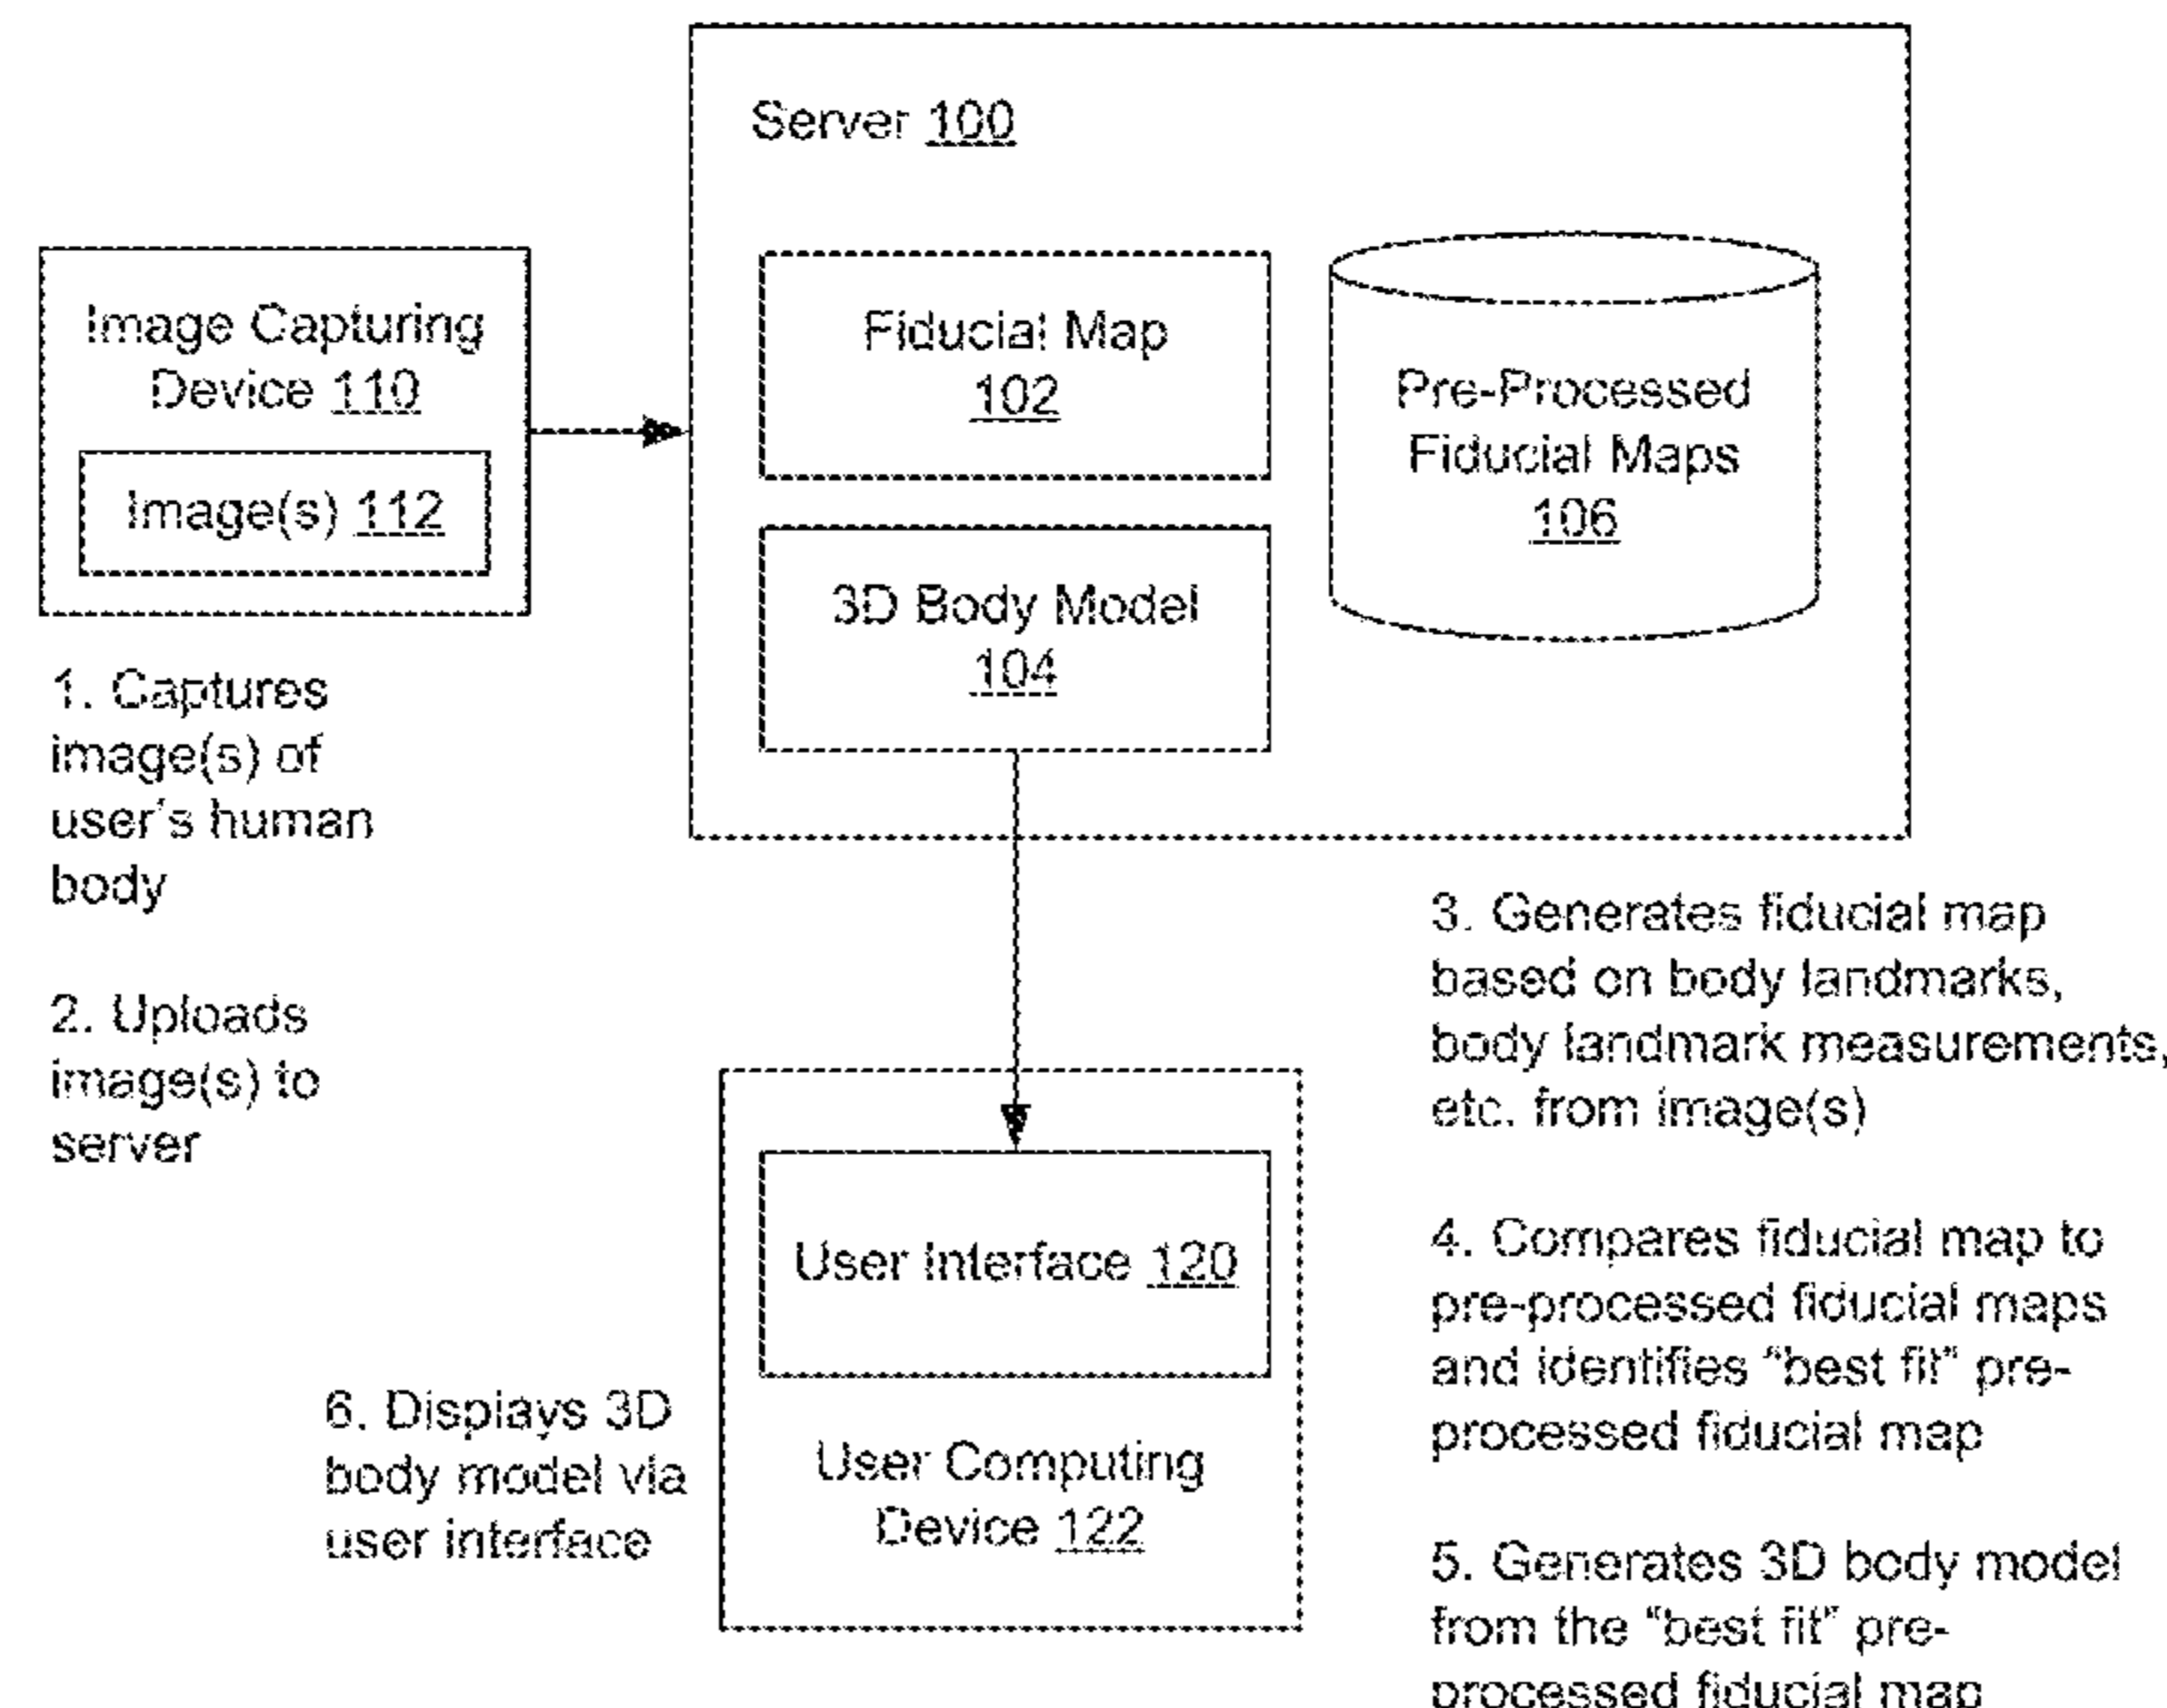 Server 100
Image Capturing
Device 110
Image(s) 112
Fiducial Map
102
3D Body Model
104
Pre-Processed
Fiducial Maps
106
1. Captures
image(s) of
user's human
body
2. Uploads
image(s) to
server
3. Generates fiducial map
based on body landmarks,
body landmark measurements,
etc. from image(s)
4. Compares fiducial map to
pre-processed fiducial maps
and identifies "best fit" pre-
processed fiducial map
5. Generates 3D body model
from the "best fit" pre-
processed fiducial map
User Interface 120
User Computing
Device 122
6. Displays 3D
body model via
user interface